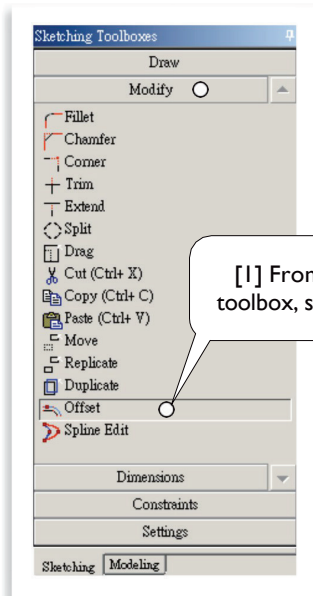 Sketching Toolboxes
Draw
Modify
Fillet
Chamfer
Corner
Trim
Extend
Split
Drag
Cut (Ctrl+ X)
Copy (Ctrl+ C)
Paste (Ctrl+ V)
Move
Replicate
Duplicate
Offset
Spline Edit
[1] From
toolbox, s
Dimensions
Constraints
Settings
Sketching Modeling